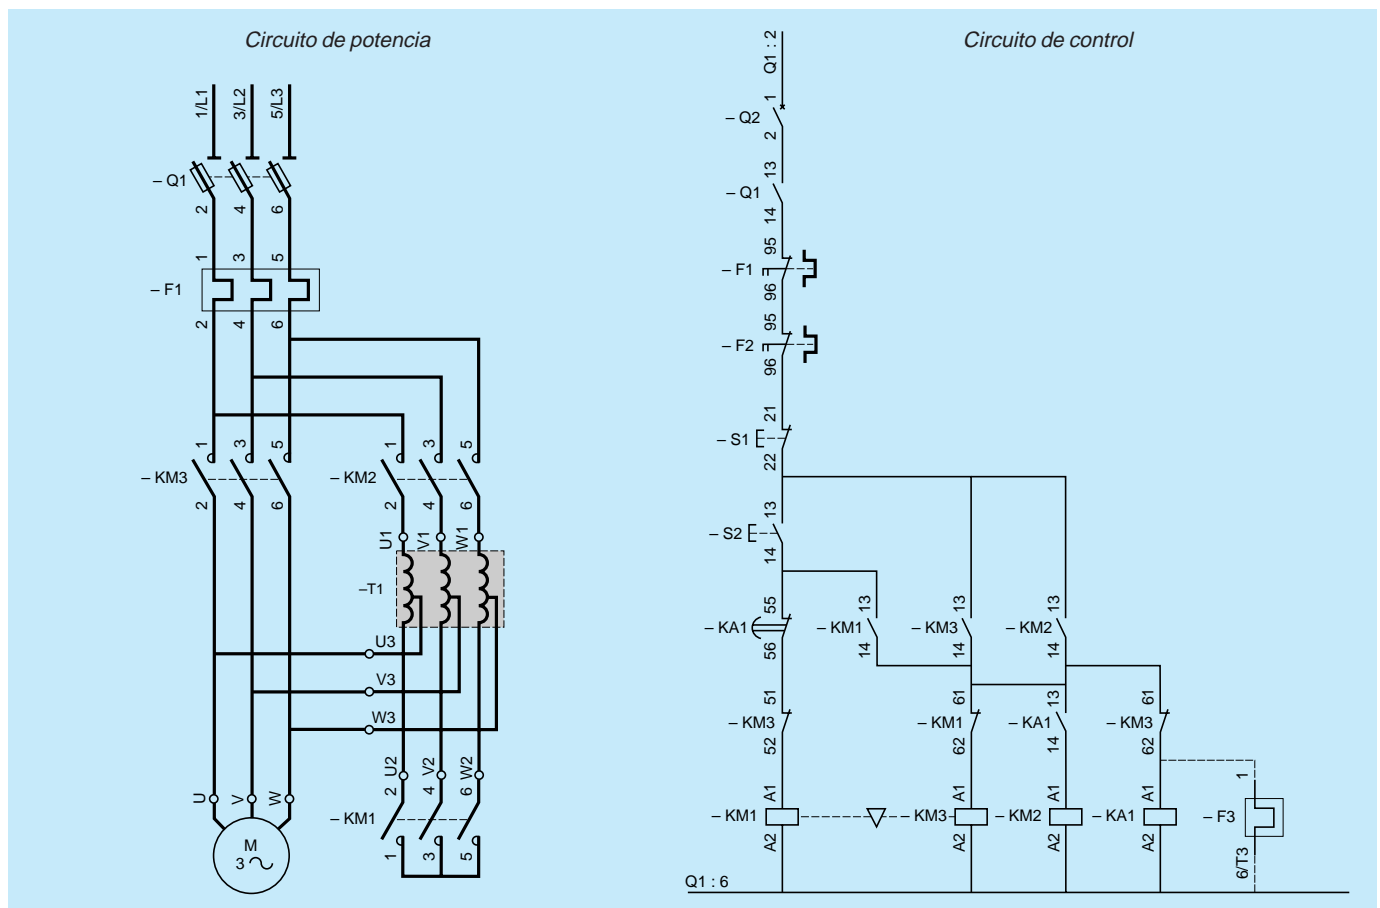 Circuito de potencia
1/L1
3/L2
5/L3
– Q1
2
4
6
1
3
5
– F1
2
4
6
1
3
5
– KM3
2
4
6
1
3
5
– KM2
2
4
6
U1
V1
W1
–T1
U3
V3
W3
U2
V2
W2
2
4
6
– KM1
1
3
5
U
V
W
M
3
Circuito de control
Q1 : 2
1
– Q2
2
13
– Q1
14
95
– F1
96
95
– F2
96
21
– S1
22
13
– S2
14
55
– KA1
56
13
– KM1
14
13
– KM3
14
13
– KM2
14
51
– KM3
52
61
– KM1
62
13
– KA1
14
61
– KM3
62
A1
– KM1
A2
A1
KM3
A2
A1
– KM2
A2
A1
– KA1
A2
1
– F3
6/T3
Q1 : 6